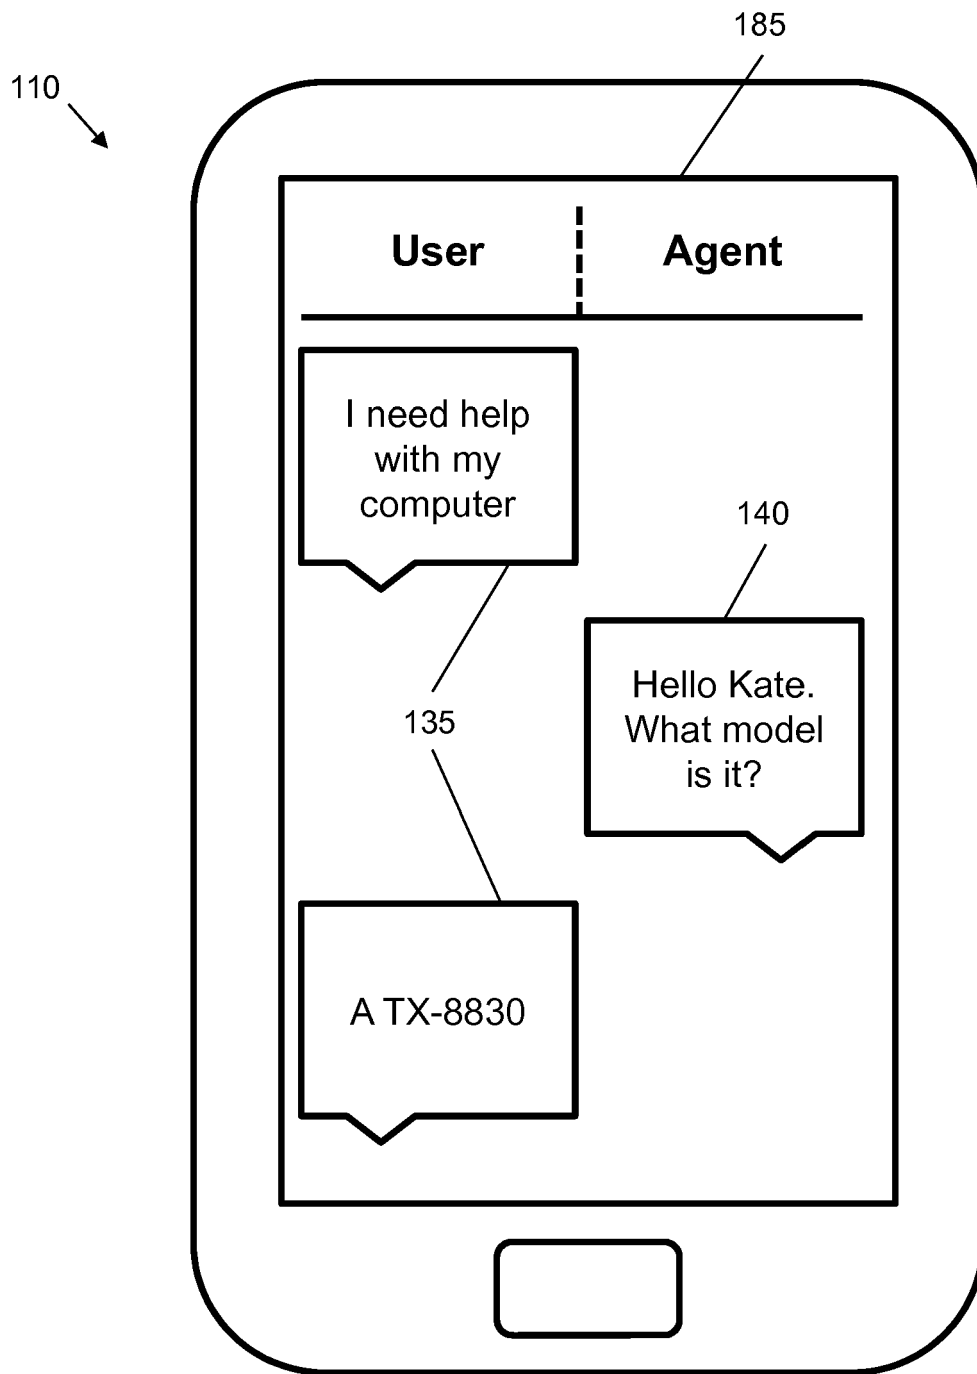 185
110
User
Agent
I need help
with my
computer
140
Hello Kate.
What model
is it?
135
A TX-8830